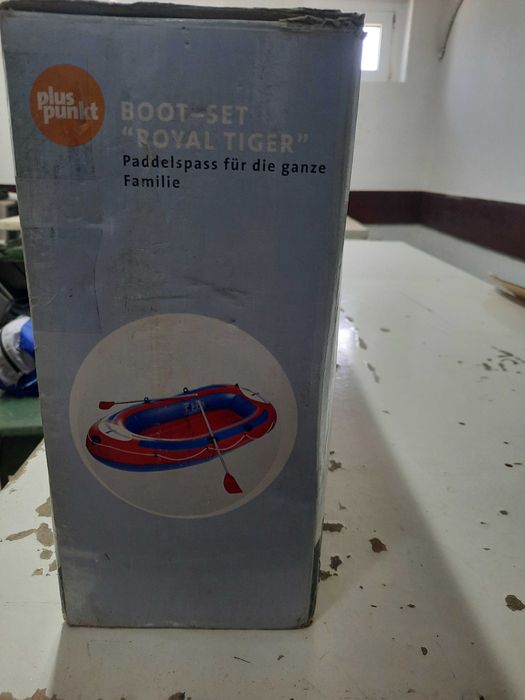 plus
punkt
BOOT-SET
"ROYAL TIGER"
Paddelspass für die ganze
Familie